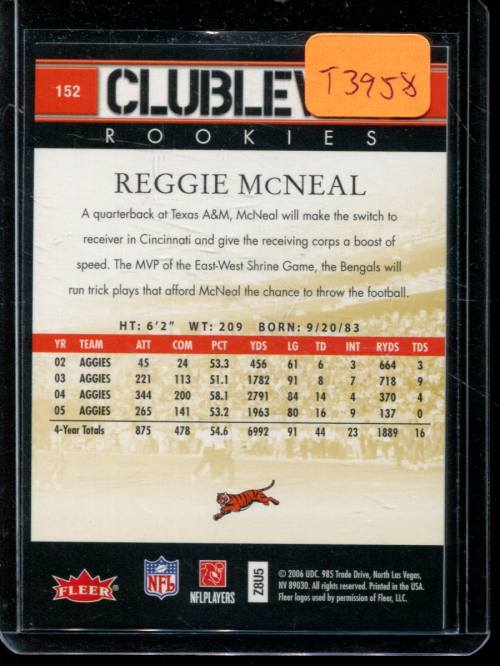 152 CLUBLEV T3958
ROOKIES
REGGIE MCNEAL
A quarterback at Texas A&M, McNeal will make the switch to
receiver in Cincinnati and give the receiving corps a boost of
speed. The MVP of the East-West Shrine Game, the Bengals will
run trick plays that afford McNeal the chance to throw the football.
HT: 6'2" WT: 209 BORN: 9/20/83
YR TEAM ATT COM PCT YDS LG TD INT RYDS TDS
02 AGGIES 45 24 53.3 456 61 6 3 664 3
03 AGGIES 221 113 51.1 1782 91 8 7 718 9
04 AGGIES 344 200 58.1 2791 84 14 4 370 4
05 AGGIES 265 141 53.2 1963 80 16 9 137 0
4-Year Totals 875 478 54.6 6992 91 44 23 1889 16
FLEER
NFL
NFLPLAYERS
Z8U5
© 2006 UDC. 985 Trade Drive, North Las Vegas,
NV 89030. All rights reserved. Printed in the USA.
Fleer logos used by permission of Fleer, LLC.